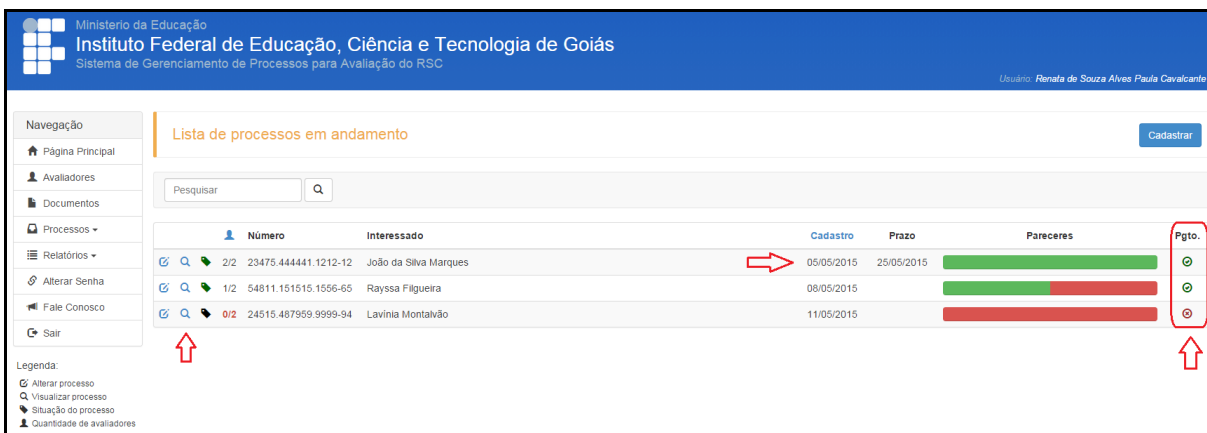 Ministerio da Educação
Instituto Federal de Educação, Ciência e Tecnologia de Goiás
Sistema de Gerenciamento de Processos para Avaliação do RSC
Usuário: Renata de Souza Alves Paula Cavalcante
Navegação
Página Principal
Avaliadores
Documentos
Processos
Relatórios
Alterar Senha
Fale Conosco
Sair
Legenda:
Alterar processo
Visualizar processo
Situação do processo
Quantidade de avaliadores
Lista de processos em andamento
Cadastrar
Pesquisar
Número Interessado Cadastro Prazo Pareceres Pgto.
2/2 23475.444441.1212-12 João da Silva Marques 05/05/2015 25/05/2015
1/2 54811.151515.1556-65 Rayssa Filgueira 08/05/2015
0/2 24515.487959.9999-94 Lavínia Montalvão 11/05/2015